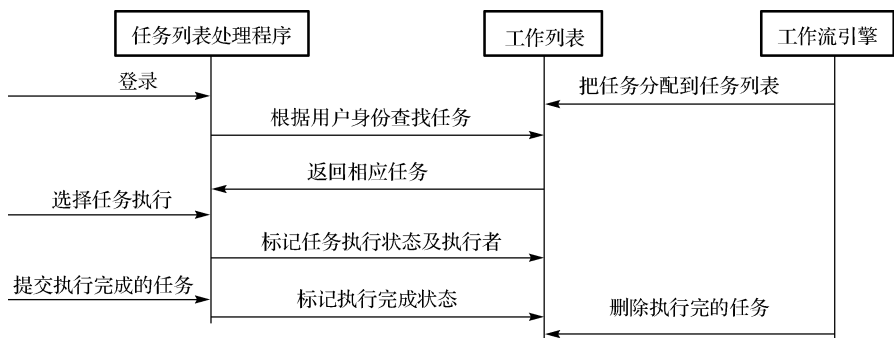 任务列表处理程序
工作列表
工作流引擎
登录
把任务分配到任务列表
根据用户身份查找任务
返回相应任务
选择任务执行
标记任务执行状态及执行者
提交执行完成的任务
标记执行完成状态
删除执行完的任务